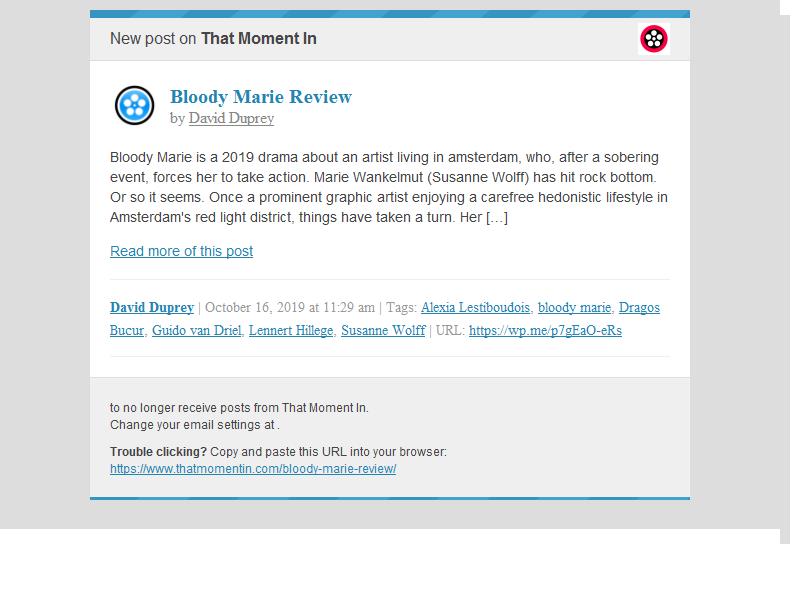 New post on That Moment In
Bloody Marie Review
by David Duprey
Bloody Marie is a 2019 drama about an artist living in amsterdam, who, after a sobering
event, forces her to take action. Marie Wankelmut (Susanne Wolff) has hit rock bottom.
Or so it seems. Once a prominent graphic artist enjoying a carefree hedonistic lifestyle in
Amsterdam's red light district, things have taken a turn. Her […]
Read more of this post
David Duprey | October 16, 2019 at 11:29 am | Tags: Alexia Lestiboudois, bloody marie, Dragos
Bucur, Guido van Driel, Lennert Hillege, Susanne Wolff | URL: https://wp.me/p7gEaO-eRs
to no longer receive posts from That Moment In.
Change your email settings at .
Trouble clicking? Copy and paste this URL into your browser:
https://www.thatmomentin.com/bloody-marie-review/